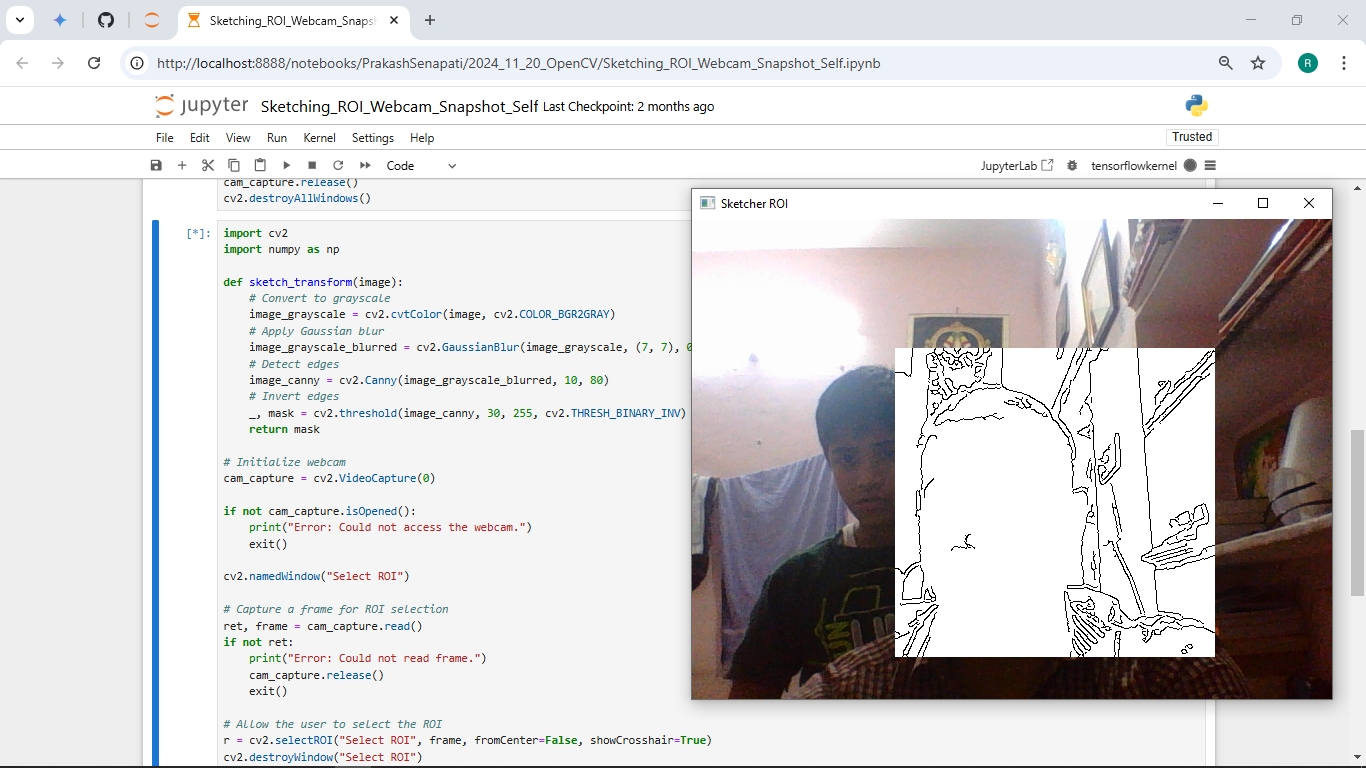 Sketching_ROI_Webcam_Snaps
http://localhost:8888/notebooks/PrakashSenapati/2024_11_20_OpenCV/Sketching_ROI_Webcam_Snapshot_Self.ipynb
R
jupyter Sketching_ROI_Webcam_Snapshot_Self Last Checkpoint: 2 months ago
File Edit View Run Kernel Settings Help
Trusted
Code
JupyterLab
tensorflowkernel
cam_capture.release()
cv2.destroyAllWindows()
[*]:
import cv2
import numpy as np
def sketch_transform(image):
# Convert to grayscale
image_grayscale = cv2.cvtColor(image, cv2.COLOR_BGR2GRAY)
# Apply Gaussian blur
image_grayscale_blurred = cv2.GaussianBlur(image_grayscale, (7, 7), 0
# Detect edges
image_canny = cv2.Canny(image_grayscale_blurred, 10, 80)
# Invert edges
_, mask = cv2.threshold(image_canny, 30, 255, cv2.THRESH_BINARY_INV)
return mask
# Initialize webcam
cam_capture = cv2.VideoCapture(0)
if not cam_capture.isOpened():
print("Error: Could not access the webcam.")
exit()
cv2.namedWindow("Select ROI")
# Capture a frame for ROI selection
ret, frame = cam_capture.read()
if not ret:
print("Error: Could not read frame.")
cam_capture.release()
exit()
# Allow the user to select the ROI
r = cv2.selectROI("Select ROI", frame, fromCenter=False, showCrosshair=True)
cv2.destroyWindow("Select ROI")
Sketcher ROI